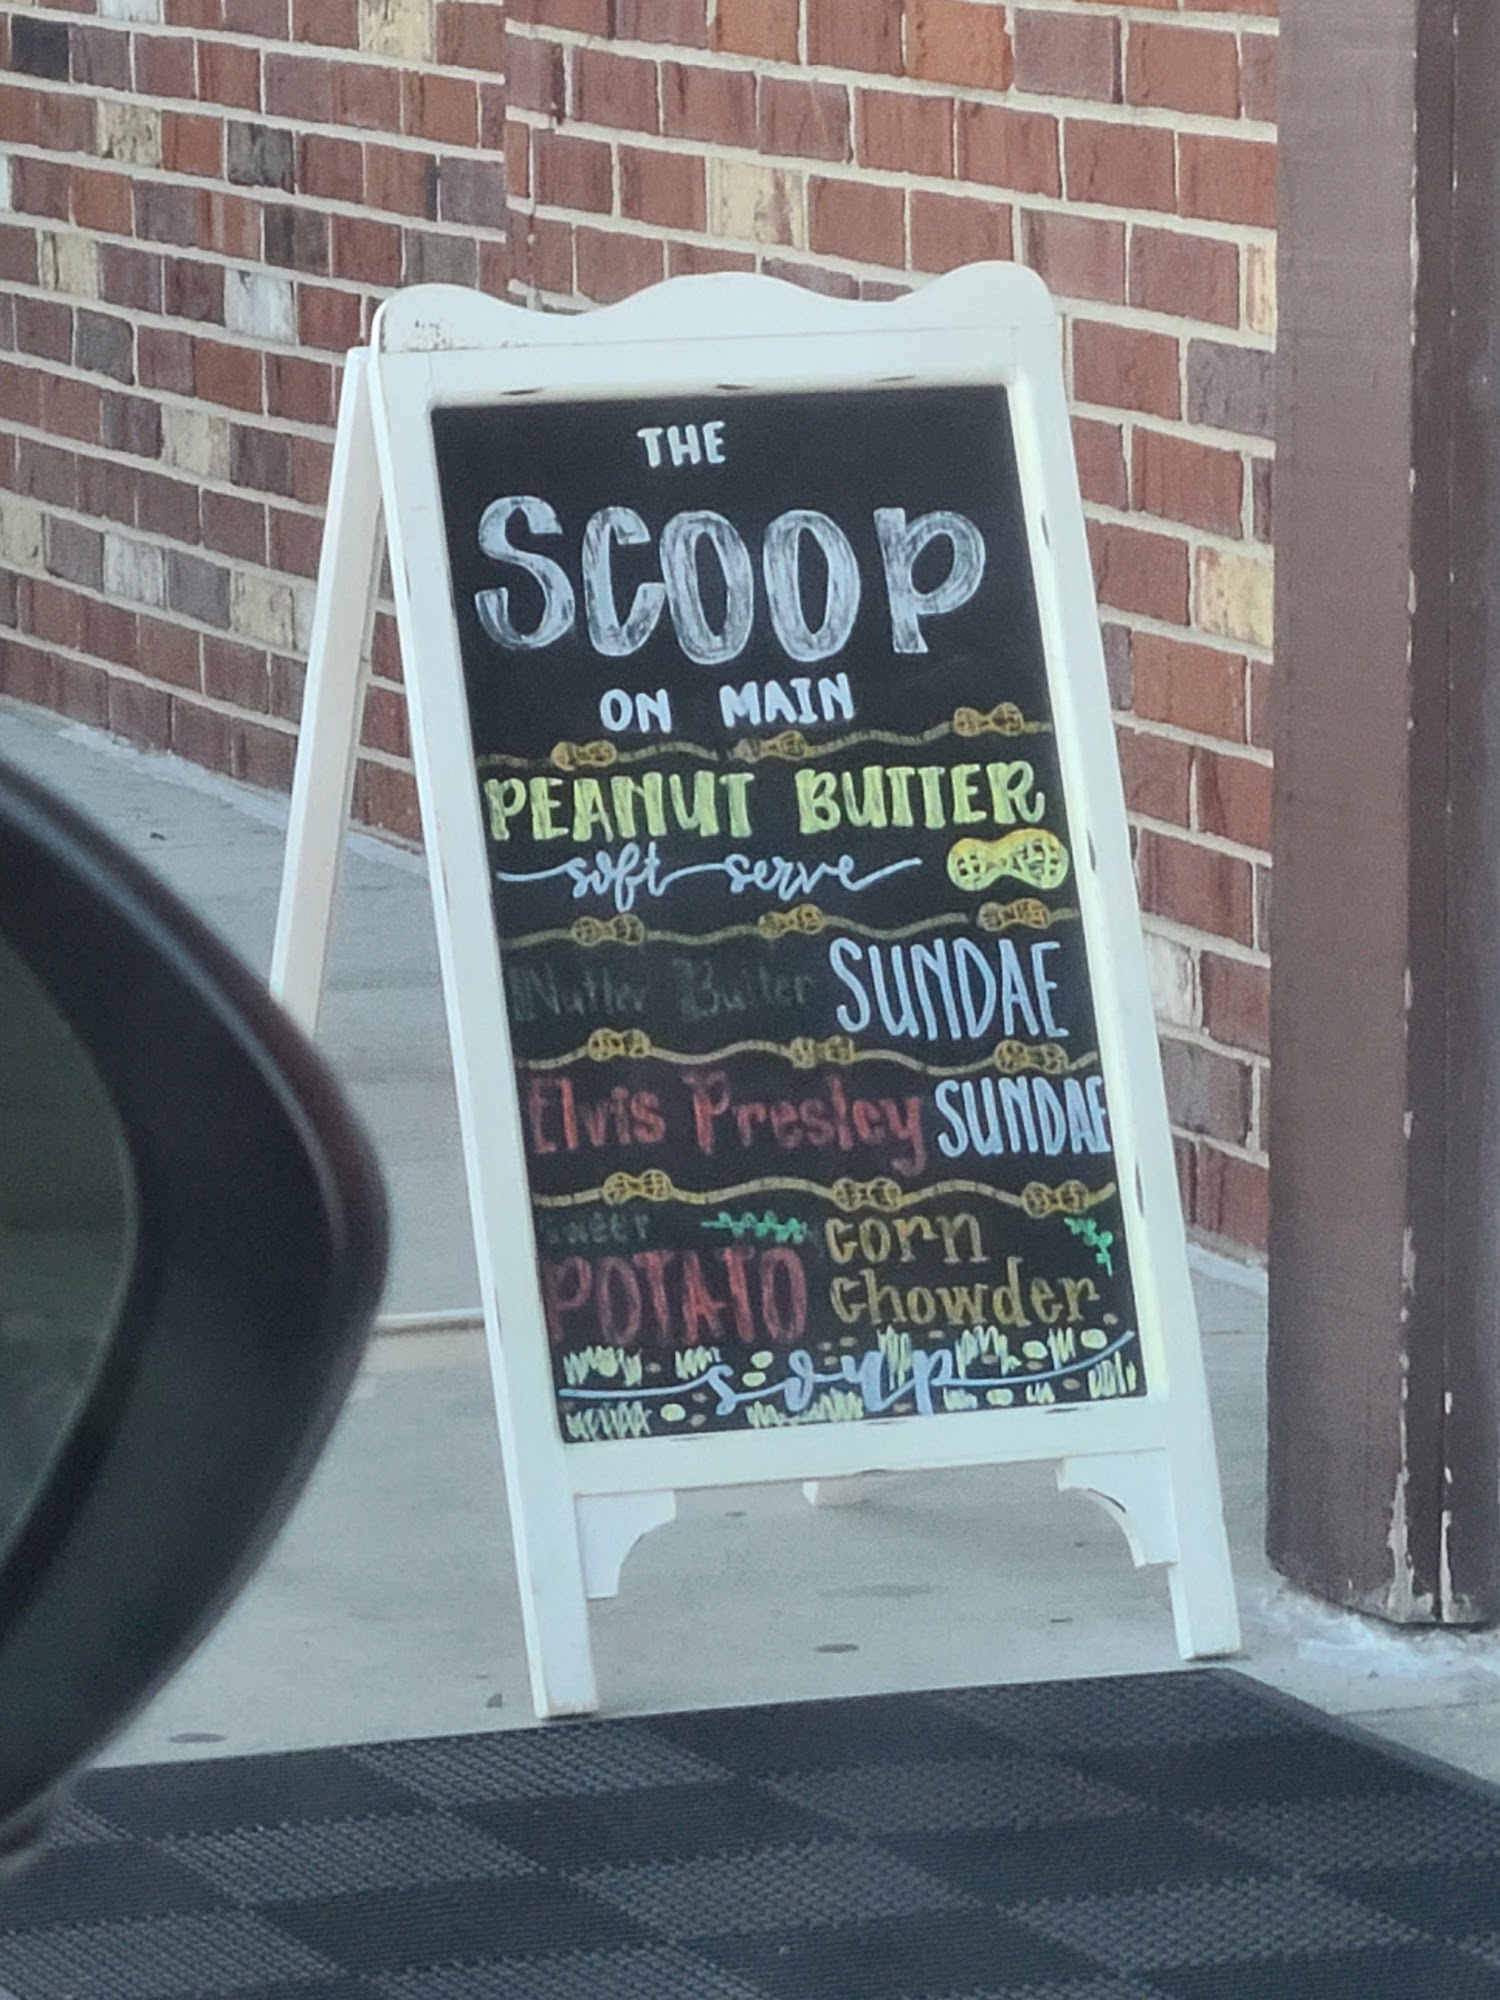 THE
SCOOP
ON MAIN
PEANUT BUTTER
soft serve
Nutter Butter SUNDAE
Elvis Presley SUNDAE
Sweet
POTATO
corn
chowder
soup